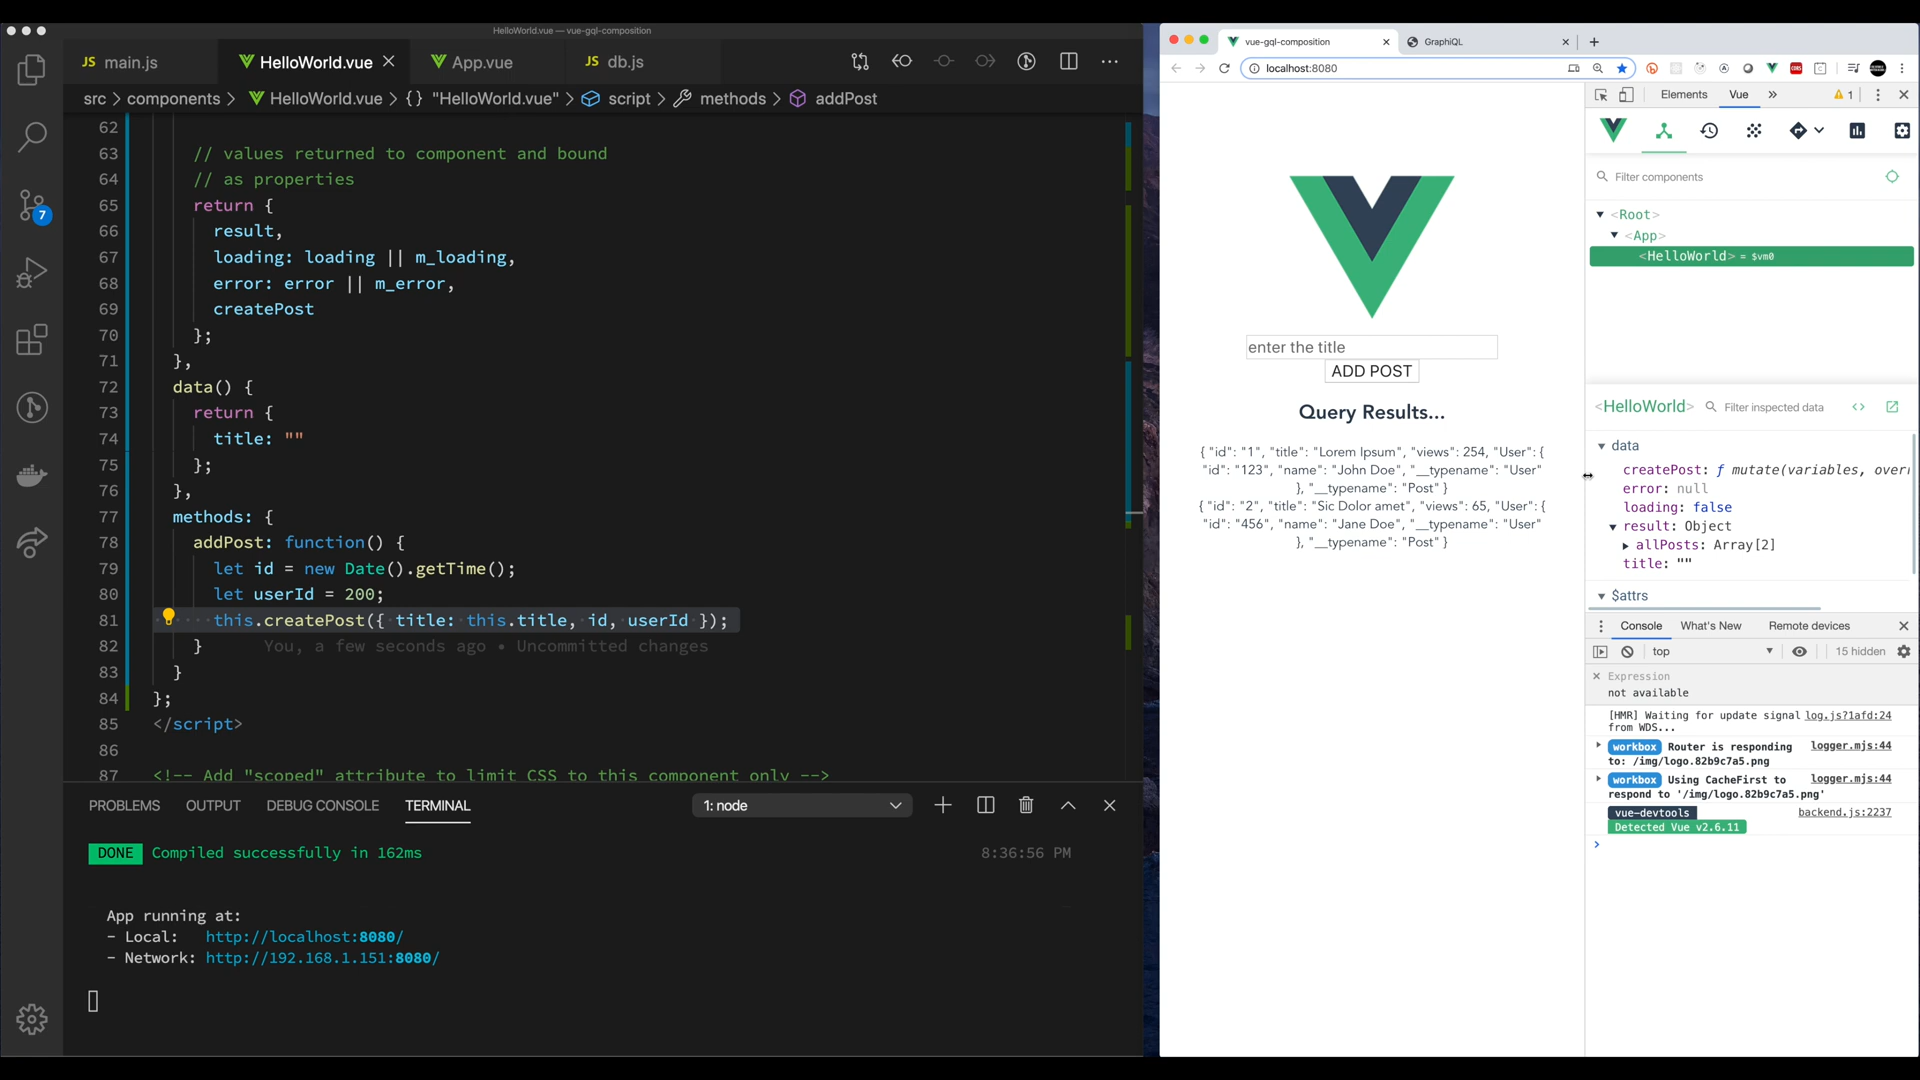 HelloWorld.vue — vue-gql-composition
JS main.js
HelloWorld.vue
App.vue
JS db.js
src > components > HelloWorld.vue > {} "HelloWorld.vue" > script > methods > addPost
62
63 // values returned to component and bound
64 // as properties
65 return {
66 result,
67 loading: loading || m_loading,
68 error: error || m_error,
69 createPost
70 };
71 },
72 data() {
73 return {
74 title: ""
75 };
76 },
77 methods: {
78 addPost: function() {
79 let id = new Date().getTime();
80 let userId = 200;
81 this.createPost({ title: this.title, id, userId });
82 } You, a few seconds ago • Uncommitted changes
83 }
84 };
85 </script>
86
87 <!-- Add "scoped" attribute to limit CSS to this component only -->
7
PROBLEMS OUTPUT DEBUG CONSOLE TERMINAL 1: node
DONE Compiled successfully in 162ms 8:36:56 PM
App running at:
- Local: http://localhost:8080/
- Network: http://192.168.1.151:8080/
vue-gql-composition
GraphiQL
localhost:8080
enter the title
ADD POST
Query Results...
{ "id": "1", "title": "Lorem Ipsum", "views": 254, "User": {
"id": "123", "name": "John Doe", "__typename": "User"
}, "__typename": "Post" }
{ "id": "2", "title": "Sic Dolor amet", "views": 65, "User": {
"id": "456", "name": "Jane Doe", "__typename": "User"
}, "__typename": "Post" }
Elements Vue » 1
Filter components
<Root>
<App>
<HelloWorld> = $vm0
<HelloWorld> Filter inspected data
data
createPost: ƒ mutate(variables, over
error: null
loading: false
result: Object
allPosts: Array[2]
title: ""
$attrs
Console What's New Remote devices
top 15 hidden
Expression
not available
[HMR] Waiting for update signal log.js?1afd:24
from WDS...
workbox Router is responding logger.mjs:44
to: /img/logo.82b9c7a5.png
workbox Using CacheFirst to logger.mjs:44
respond to '/img/logo.82b9c7a5.png'
vue-devtools backend.js:2237
Detected Vue v2.6.11